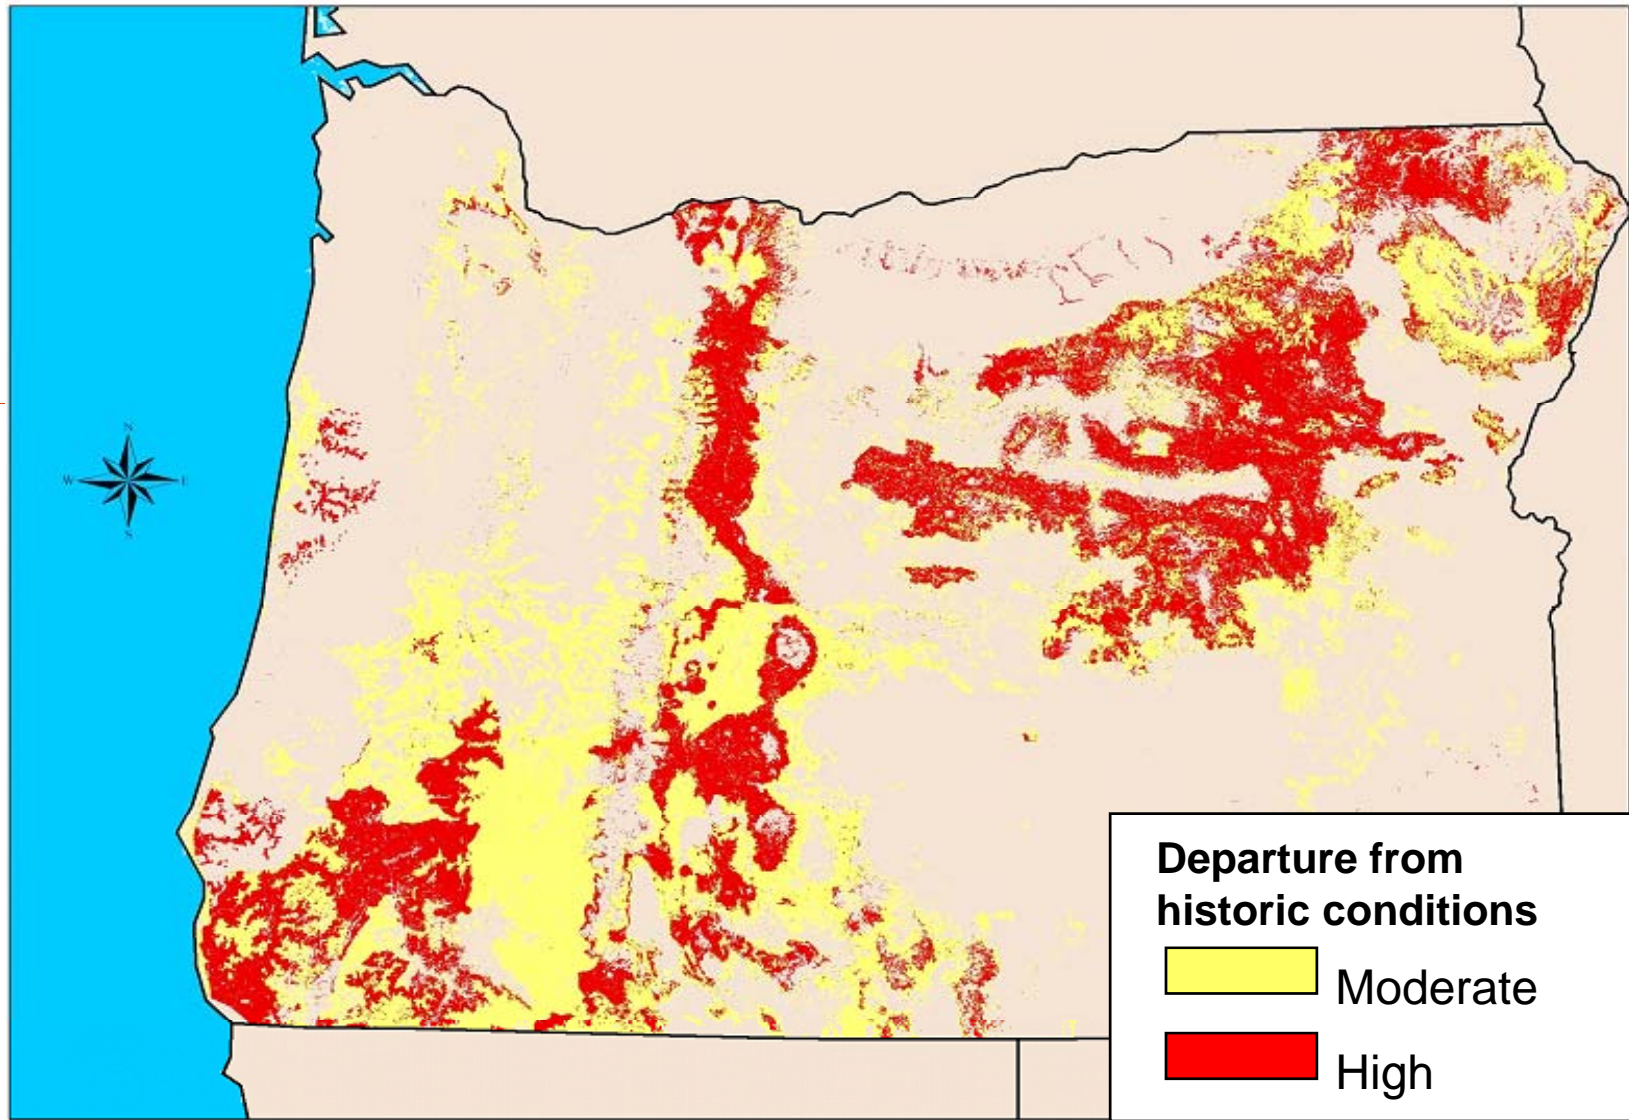 N
W
E
S
Departure from
historic conditions
Moderate
High